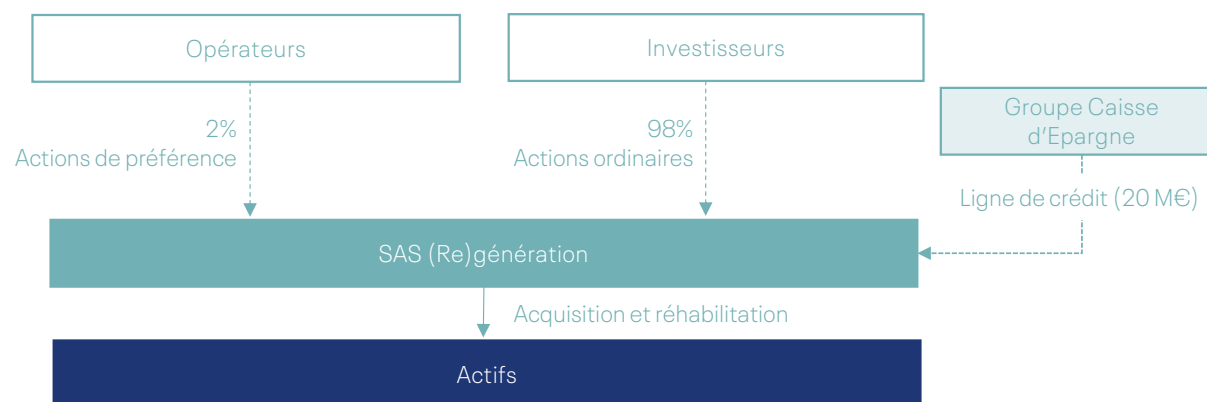 Opérateurs
Investisseurs
Groupe Caisse
d'Epargne
2%
Actions de préférence
98%
Actions ordinaires
Ligne de crédit (20 M€)
SAS (Re)génération
Acquisition et réhabilitation
Actifs